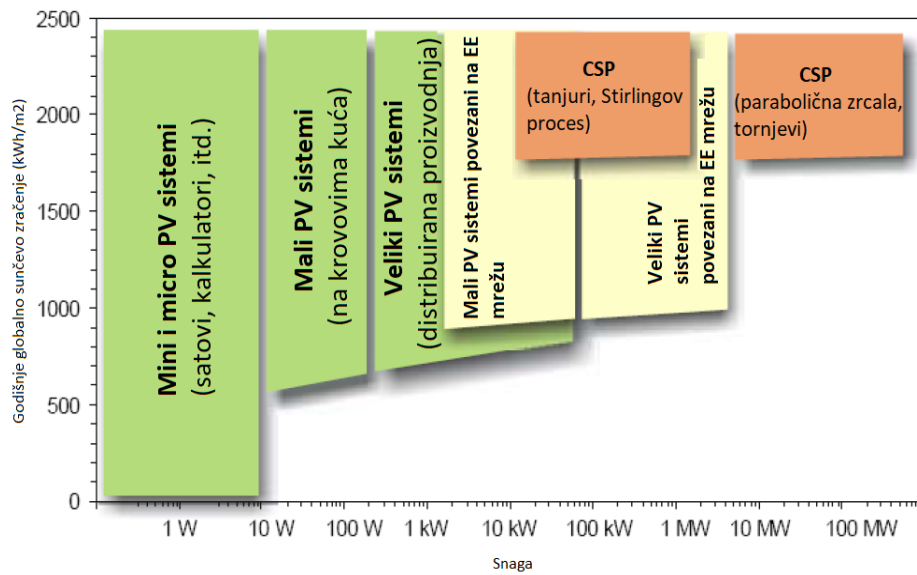 Godišnje globalno sunčevo zračenje (kWh/m2)
2500
2000
1500
1000
500
0
Mini i micro PV sistemi
(satovi, kalkulatori, itd.)
Mali PV sistemi
(na krovovima kuća)
Veliki PV sistemi
(distribuirana proizvodnja)
Mali PV sistemi povezani na EE
mrežu
CSP
(tanjuri, Stirlingov
proces)
Veliki PV
sistemi
povezani na EE mrežu
CSP
(parabolična zrcala,
tornjevi)
1 W
10 W
100 W
1 kW
10 kW
100 kW
1 MW
10 MW
100 MW
Snaga